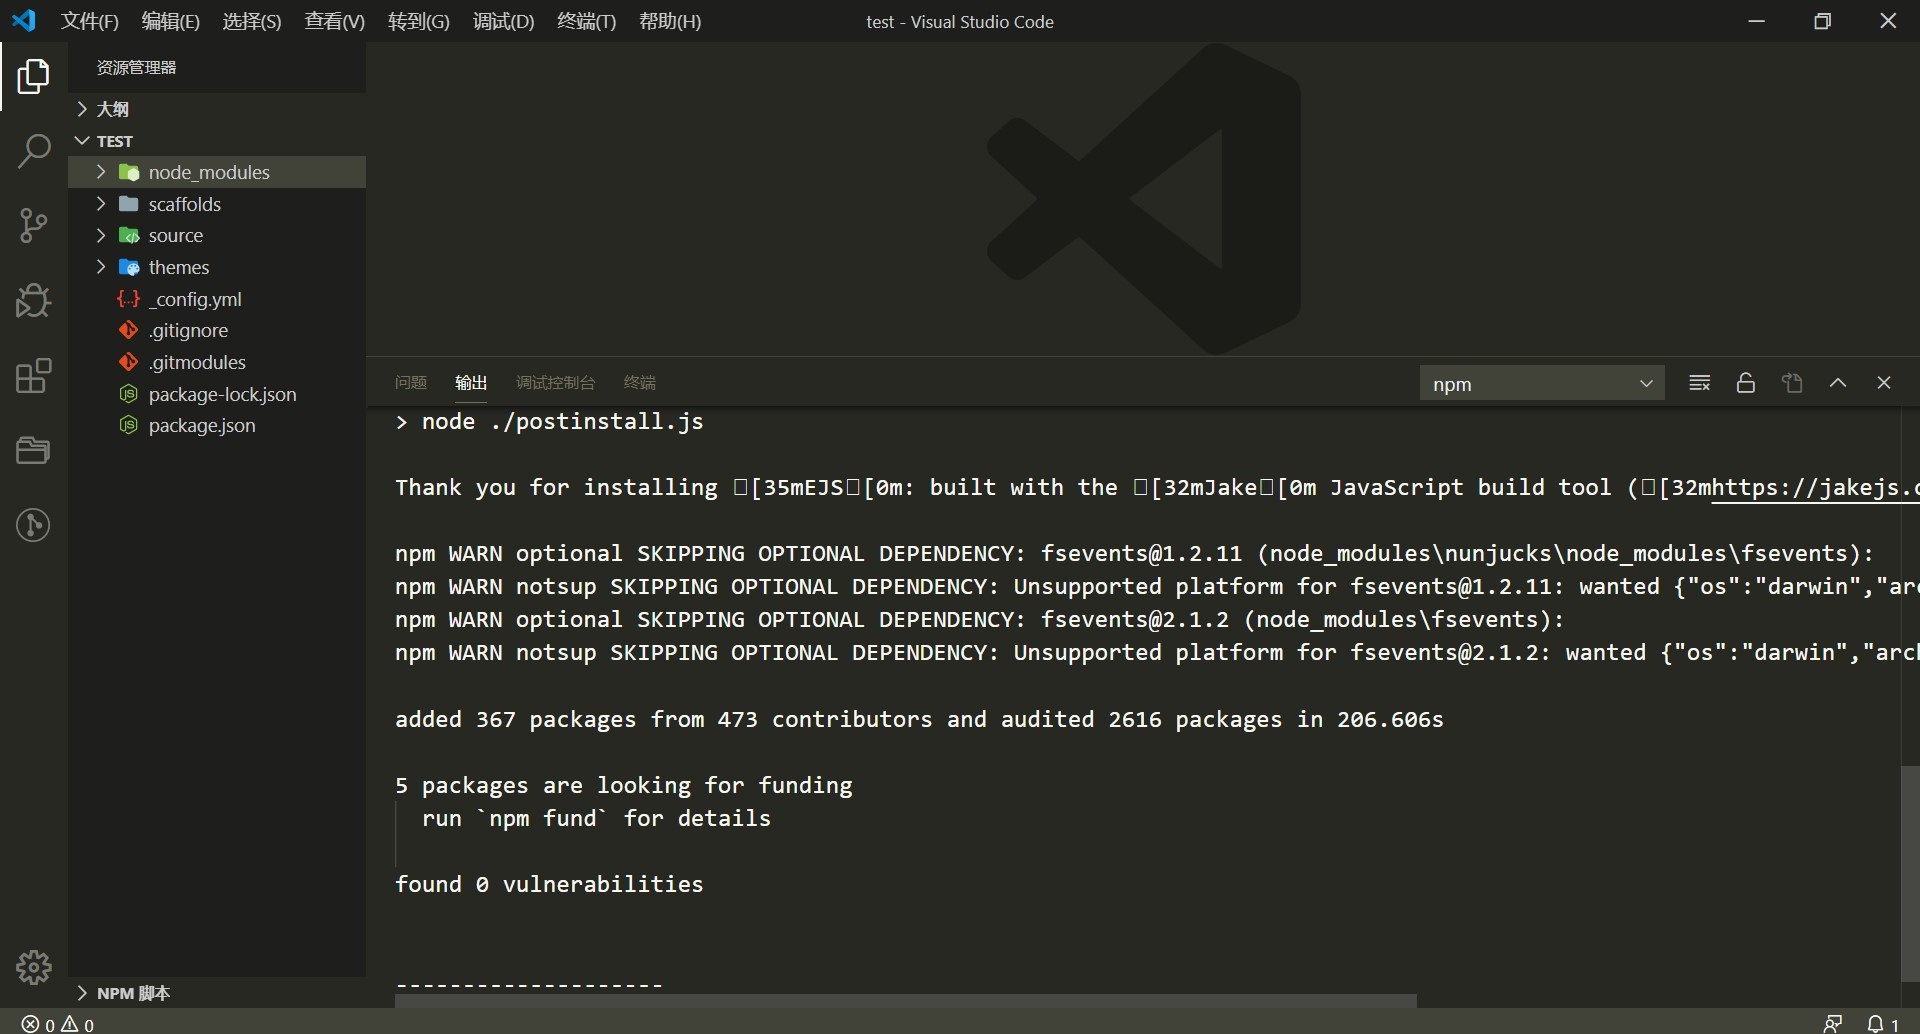 文件(F) 编辑(E) 选择(S) 查看(V) 转到(G) 调试(D) 终端(T) 帮助(H) test - Visual Studio Code
资源管理器
大纲
TEST
node_modules
scaffolds
source
themes
_config.yml
.gitignore
.gitmodules
package-lock.json
package.json
NPM 脚本
问题 输出 调试控制台 终端 npm
> node ./postinstall.js
Thank you for installing □[35mEJS□[0m: built with the □[32mJake□[0m JavaScript build tool (□[32mhttps://jakejs.c
npm WARN optional SKIPPING OPTIONAL DEPENDENCY: fsevents@1.2.11 (node_modules\nunjucks\node_modules\fsevents):
npm WARN notsup SKIPPING OPTIONAL DEPENDENCY: Unsupported platform for fsevents@1.2.11: wanted {"os":"darwin","arc
npm WARN optional SKIPPING OPTIONAL DEPENDENCY: fsevents@2.1.2 (node_modules\fsevents):
npm WARN notsup SKIPPING OPTIONAL DEPENDENCY: Unsupported platform for fsevents@2.1.2: wanted {"os":"darwin","arch
added 367 packages from 473 contributors and audited 2616 packages in 206.606s
5 packages are looking for funding
run `npm fund` for details
found 0 vulnerabilities
--------------------
0 0 1